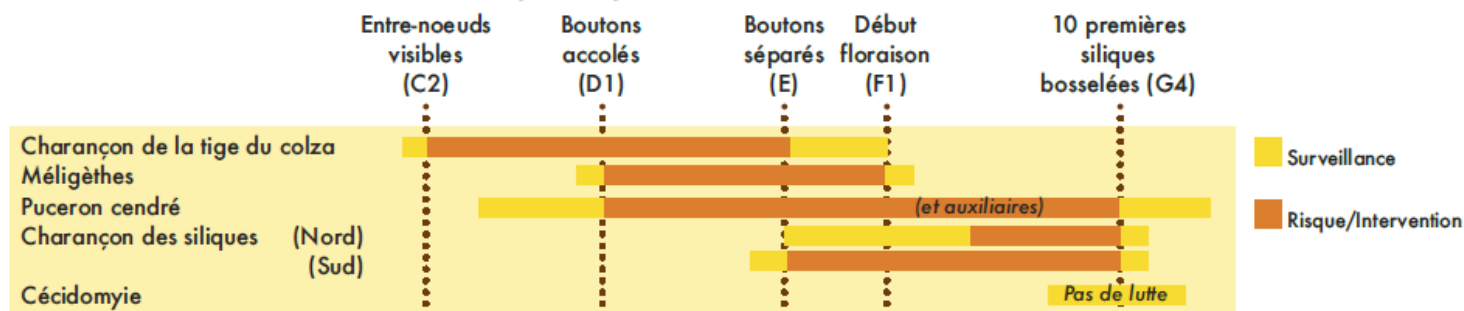 Entre-noeuds
visibles
(C2)
Boutons
accolés
(D1)
Boutons
séparés
(E)
Début
floraison
(F1)
10 premières
siliques
bosselées (G4)
Charançon de la tige du colza
Méligèthes
Puceron cendré
(et auxiliaires)
Charançon des siliques (Nord)
(Sud)
Cécidomyie
Pas de lutte
Surveillance
Risque/Intervention